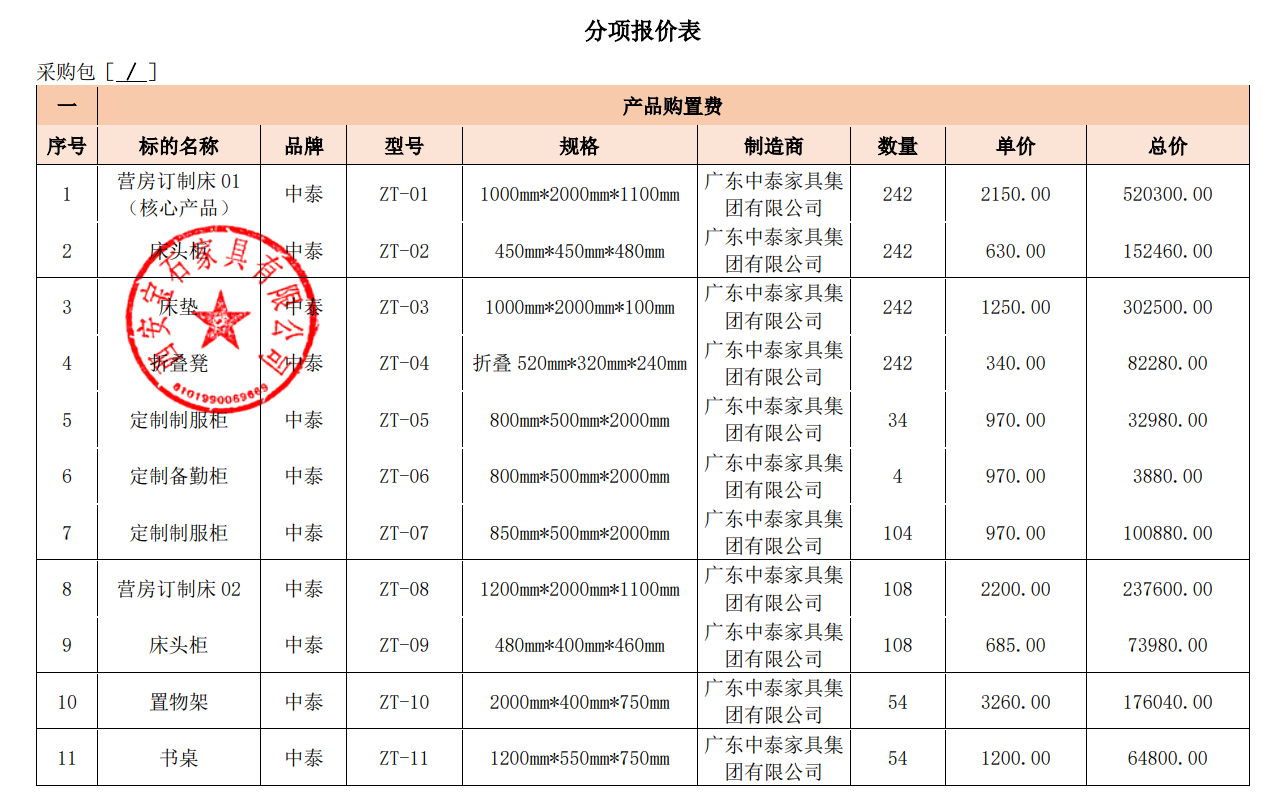 分项报价表
采购包 [ / ]
一 产品购置费
序号 标的名称 品牌 型号 规格 制造商 数量 单价 总价
1 营房订制床 01（核心产品） 中泰 ZT-01 1000mm*2000mm*1100mm 广东中泰家具集团有限公司 242 2150.00 520300.00
2 床头柜 中泰 ZT-02 450mm*450mm*480mm 广东中泰家具集团有限公司 242 630.00 152460.00
3 床垫 中泰 ZT-03 1000mm*2000mm*100mm 广东中泰家具集团有限公司 242 1250.00 302500.00
4 折叠凳 中泰 ZT-04 折叠 520mm*320mm*240mm 广东中泰家具集团有限公司 242 340.00 82280.00
5 定制制服柜 中泰 ZT-05 800mm*500mm*2000mm 广东中泰家具集团有限公司 34 970.00 32980.00
6 定制备勤柜 中泰 ZT-06 800mm*500mm*2000mm 广东中泰家具集团有限公司 4 970.00 3880.00
7 定制制服柜 中泰 ZT-07 850mm*500mm*2000mm 广东中泰家具集团有限公司 104 970.00 100880.00
8 营房订制床 02 中泰 ZT-08 1200mm*2000mm*1100mm 广东中泰家具集团有限公司 108 2200.00 237600.00
9 床头柜 中泰 ZT-09 480mm*400mm*460mm 广东中泰家具集团有限公司 108 685.00 73980.00
10 置物架 中泰 ZT-10 2000mm*400mm*750mm 广东中泰家具集团有限公司 54 3260.00 176040.00
11 书桌 中泰 ZT-11 1200mm*550mm*750mm 广东中泰家具集团有限公司 54 1200.00 64800.00
西安宝石家具有限公司
6101990069669